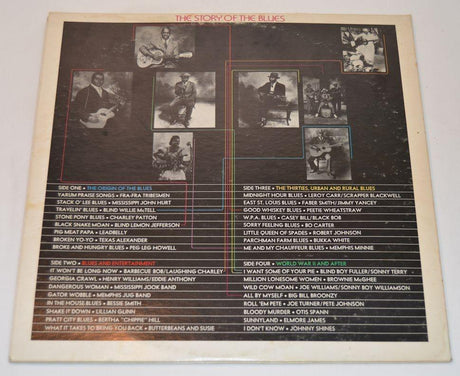 THE STORY OF THE BLUES
SIDE ONE • THE ORIGIN OF THE BLUES
YARUM PRAISE SONGS • FRA-FRA TRIBESMEN
STACK O' LEE BLUES • MISSISSIPPI JOHN HURT
TRAVELIN' BLUES • BLIND WILLIE McTELL
STONE PONY BLUES • CHARLEY PATTON
BLACK SNAKE MOAN • BLIND LEMON JEFFERSON
PIG MEAT PAPA • LEADBELLY
BROKEN YO-YO • TEXAS ALEXANDER
BROKE AND HUNGRY BLUES • PEG LEG HOWELL
SIDE TWO • BLUES AND ENTERTAINMENT
IT WON'T BE LONG NOW • BARBECUE BOB/LAUGHING CHARLEY
GEORGIA CRAWL • HENRY WILLIAMS/EDDIE ANTHONY
DANGEROUS WOMAN • MISSISSIPPI JOOK BAND
GATOR WOBBLE • MEMPHIS JUG BAND
IN THE HOUSE BLUES • BESSIE SMITH
SHAKE IT DOWN • LILLIAN GLINN
PRATT CITY BLUES • BERTHA "CHIPPIE" HILL
WHAT IT TAKES TO BRING YOU BACK • BUTTERBEANS AND SUSIE
SIDE THREE • THE THIRTIES, URBAN AND RURAL BLUES
MIDNIGHT HOUR BLUES • LEROY CARR/SCRAPPER BLACKWELL
EAST ST. LOUIS BLUES • FABER SMITH/JIMMY YANCEY
GOOD WHISKEY BLUES • PEETIE WHEATSTRAW
W.P.A. BLUES • CASEY BILL/BLACK BOB
SORRY FEELING BLUES • BO CARTER
LITTLE QUEEN OF SPADES • ROBERT JOHNSON
PARCHMAN FARM BLUES • BUKKA WHITE
ME AND MY CHAUFFEUR BLUES • MEMPHIS MINNIE
SIDE FOUR • WORLD WAR II AND AFTER
I WANT SOME OF YOUR PIE • BLIND BOY FULLER/SONNY TERRY
MILLION LONESOME WOMEN • BROWNIE McGHEE
WILD COW MOAN • JOE WILLIAMS/SONNY BOY WILLIAMSON
ALL BY MYSELF • BIG BILL BROONZY
ROLL 'EM PETE • JOE TURNER/PETE JOHNSON
BLOODY MURDER • OTIS SPANN
SUNNYLAND • ELMORE JAMES
I DON'T KNOW • JOHNNY SHINES